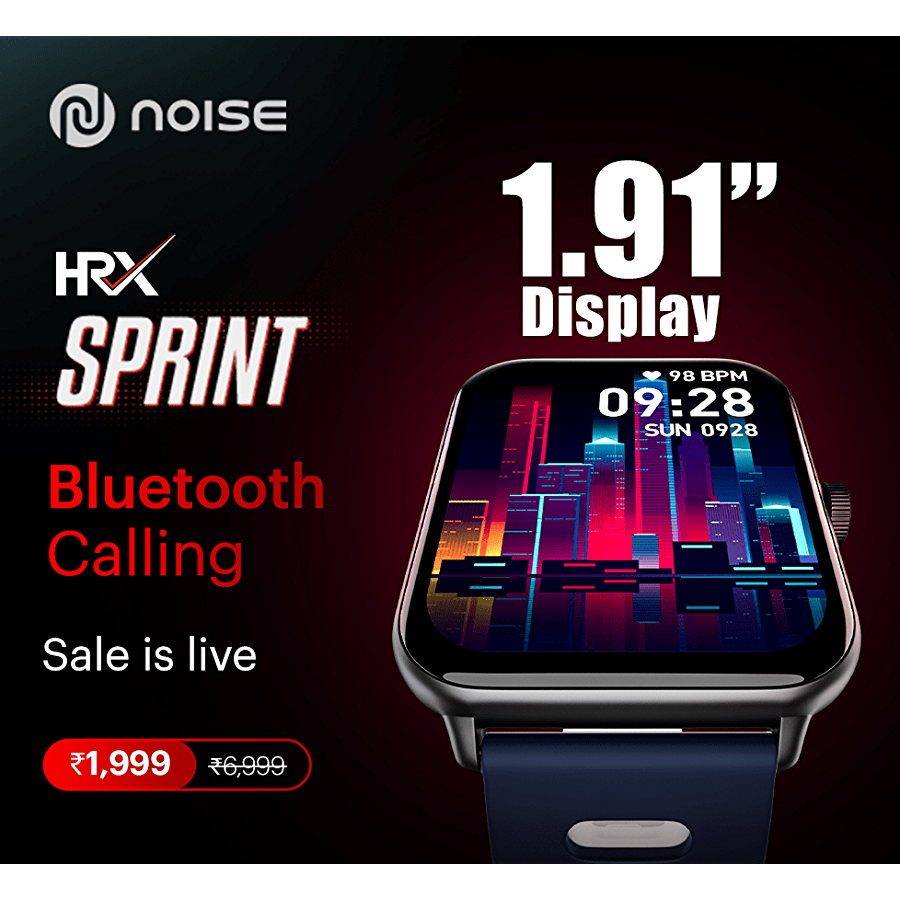 NOISE
HRX
SPRINT
Bluetooth
Calling
Sale is live
₹1,999 ₹6,999
1.91”
Display
98 BPM
09:28
SUN 0928